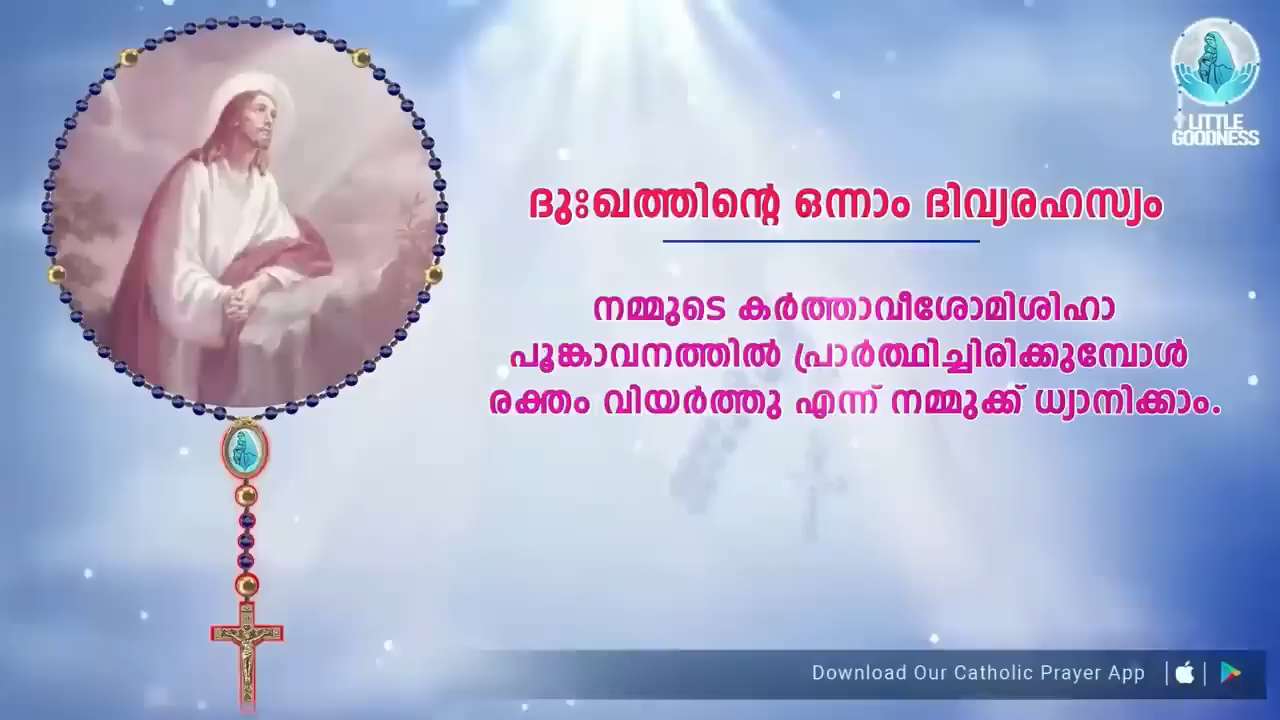 LITTLE
GOODNESS
ദുഃഖത്തിന്റെ ഒന്നാം ദിവ്യരഹസ്യം
നമ്മുടെ കർത്താവീശോമിശിഹാ
പൂങ്കാവനത്തിൽ പ്രാർത്ഥിച്ചിരിക്കുമ്പോൾ
രക്തം വിയർത്തു എന്ന് നമ്മുക്ക് ധ്യാനിക്കാം.
Download Our Catholic Prayer App